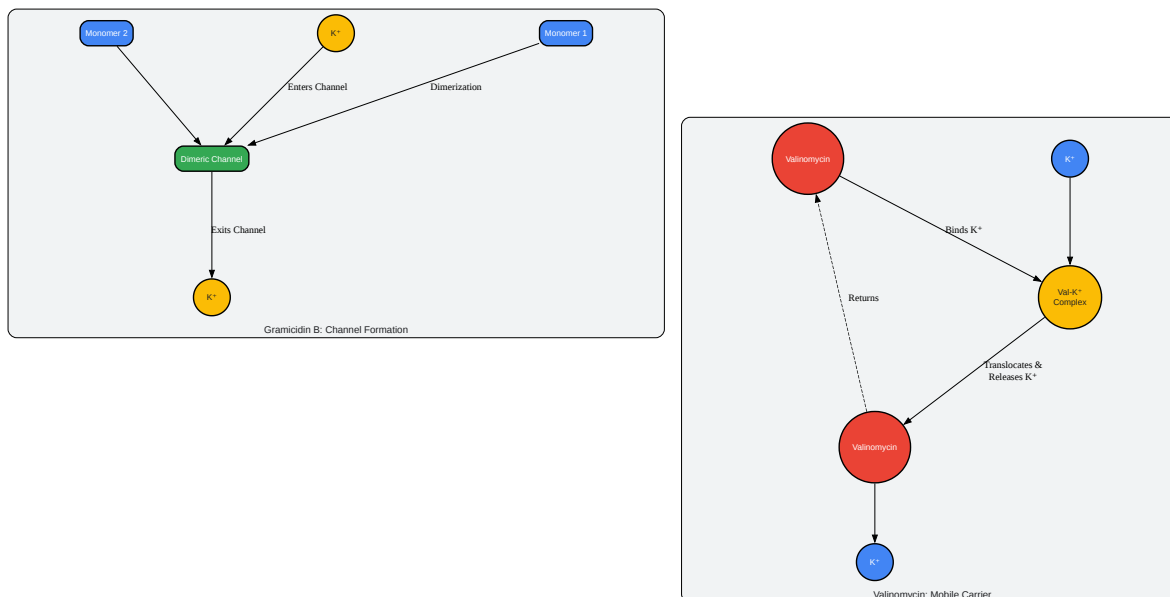 Monomer 2
K⁺
Monomer 1
Enters Channel
Dimerization
Dimeric Channel
Exits Channel
K⁺
Gramicidin B: Channel Formation
Valinomycin
K⁺
Binds K⁺
Val-K⁺
Complex
Returns
Translocates &
Releases K⁺
Valinomycin
K⁺
Valinomycin: Mobile Carrier